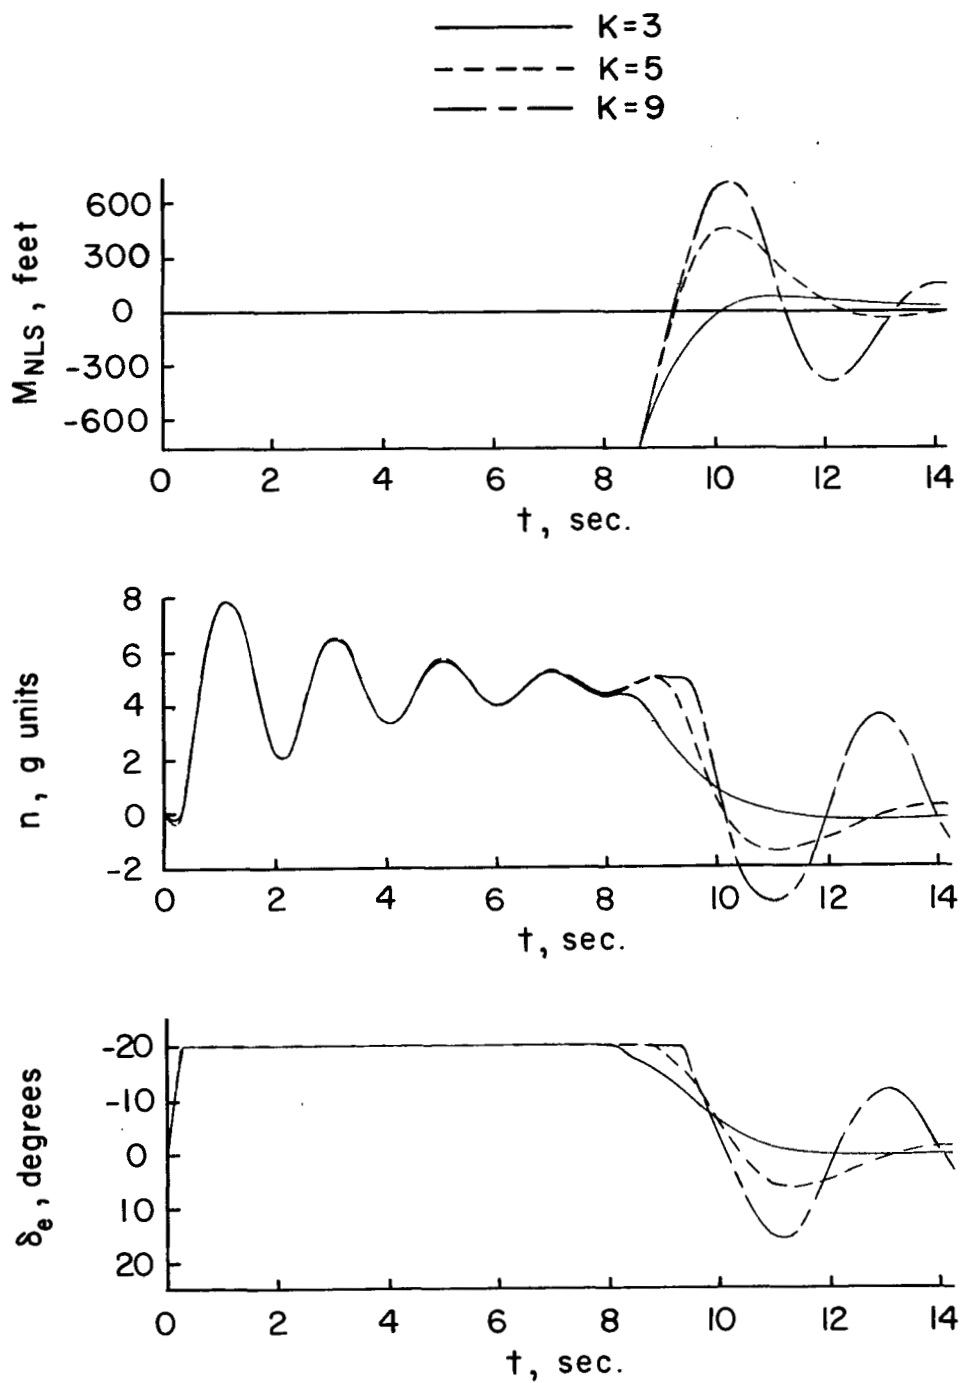 K=3
K=5
K=9
M_NLS, feet
600
300
0
-300
-600
0 2 4 6 8 10 12 14
t, sec.
n, g units
8
6
4
2
0
-2
0 2 4 6 8 10 12 14
t, sec.
δ_e, degrees
-20
-10
0
10
20
0 2 4 6 8 10 12 14
t, sec.